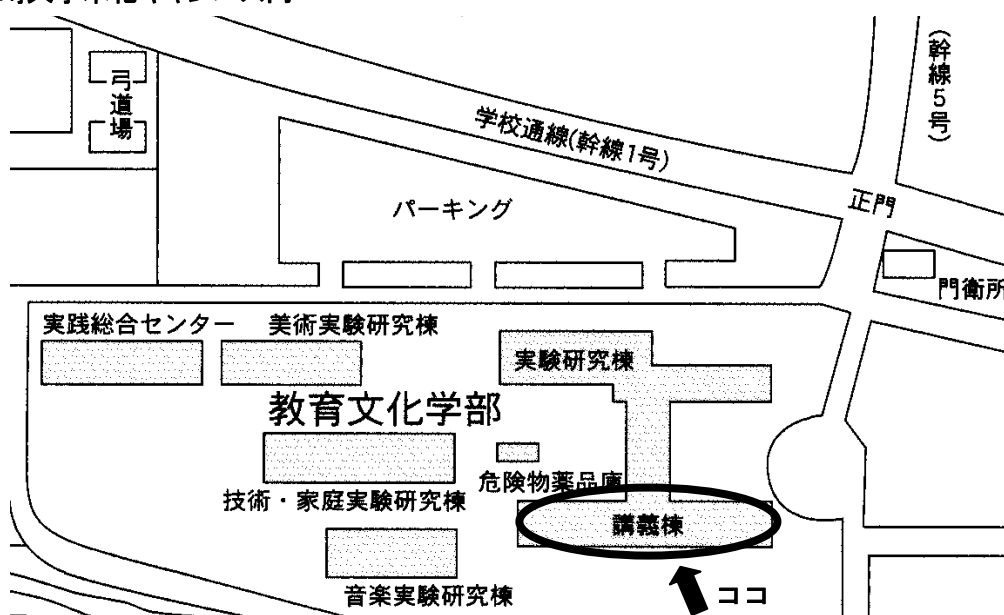 弓道場
(幹線5号)
学校通線(幹線1号)
パーキング
正門
門衛所
実践総合センター
美術実験研究棟
実験研究棟
教育文化学部
危険物薬品庫
技術・家庭実験研究棟
講義棟
音楽実験研究棟
ココ